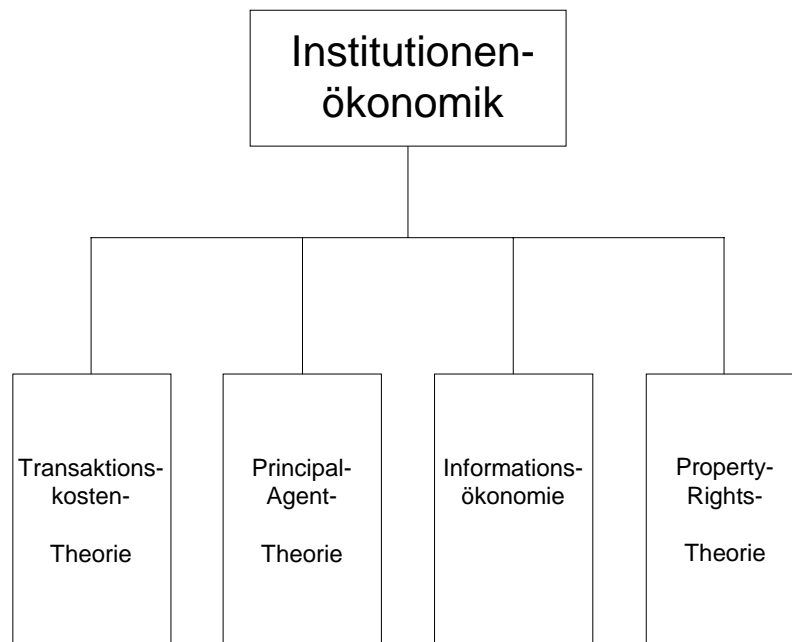 Institutionen-
ökonomik
Transaktions-
kosten-
Theorie
Principal-
Agent-
Theorie
Informations-
ökonomie
Property-
Rights-
Theorie